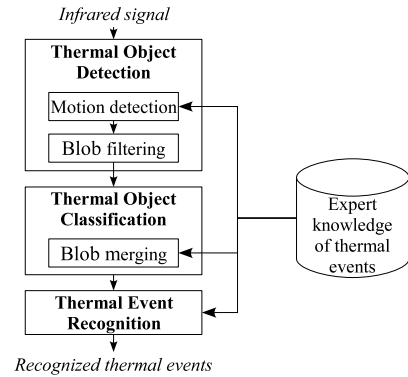 Infrared signal
Thermal Object
Detection
Motion detection
Blob filtering
Thermal Object
Classification
Blob merging
Thermal Event
Recognition
Recognized thermal events
Expert
knowledge
of thermal
events